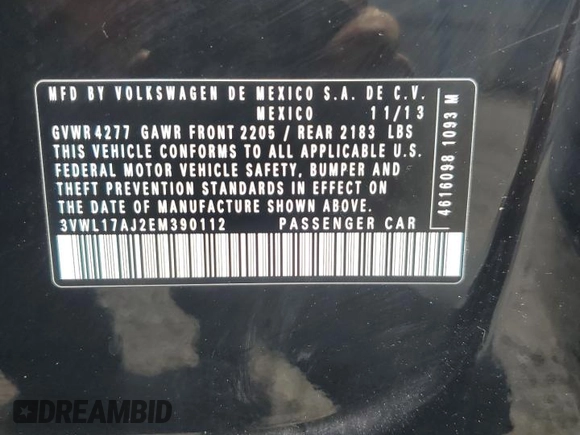 MFD BY VOLKSWAGEN DE MEXICO S.A. DE C.V.
MEXICO 11/13
GVWR 4277 GAWR FRONT 2205 / REAR 2183 LBS
THIS VEHICLE CONFORMS TO ALL APPLICABLE U.S.
FEDERAL MOTOR VEHICLE SAFETY, BUMPER AND
THEFT PREVENTION STANDARDS IN EFFECT ON
THE DATE OF MANUFACTURE SHOWN ABOVE.
3VWL17AJ2EM390112 PASSENGER CAR
4616098 1093 M
DREAMBID